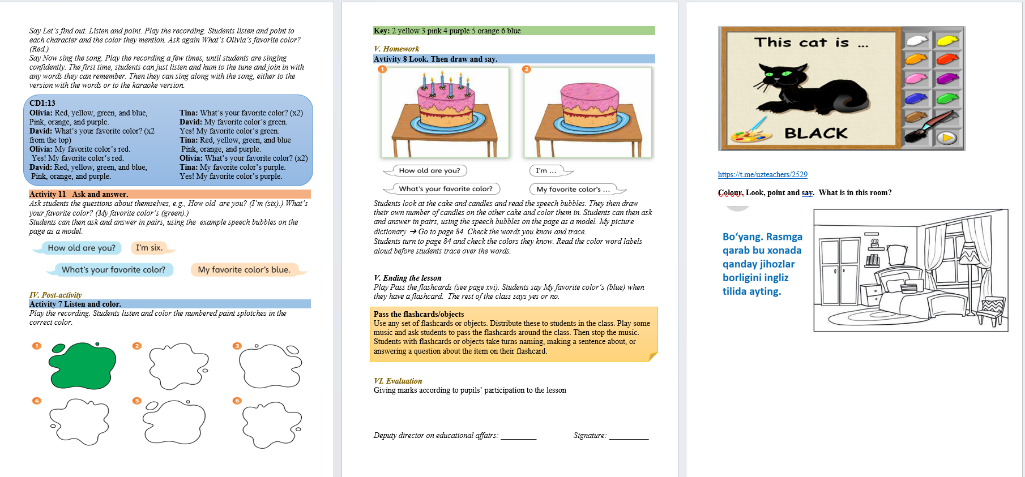 Say Let's find out. Listen and point. Play the recording. Students listen and point to
each character and the color they mention. Ask again What's Olivia's favorite color?
(Red.)
Say Now sing the song. Play the recording a few times, until students are singing
confidently. The first time, students can just listen and hum to the tune and join in with
any words they can remember. Then they can sing along with the song, either to the
version with the words or to the karaoke version.
CD1:13
Olivia: Red, yellow, green, and blue,
Pink, orange, and purple.
David: What's your favorite color? (x2
from the top)
Olivia: My favorite color's red.
Yes! My favorite color's red.
David: Red, yellow, green, and blue,
Pink, orange, and purple.
Tina: What's your favorite color? (x2)
David: My favorite color's green.
Yes! My favorite color's green.
Tina: Red, yellow, green, and blue
Pink, orange, and purple.
Olivia: What's your favorite color? (x2)
Tina: My favorite color's purple.
Yes! My favorite color's purple.
Activity 11 Ask and answer.
Ask students the questions about themselves, e.g., How old are you? (I'm (six).) What's
your favorite color? (My favorite color's (green).)
Students can then ask and answer in pairs, using the example speech bubbles on the
page as a model.
How old are you?
I'm six.
What's your favorite color?
My favorite color's blue.
IV. Post-activity
Activity 7 Listen and color.
Play the recording. Students listen and color the numbered paint splotches in the
correct color.
1
2
3
4
5
6
Key: 2 yellow 3 pink 4 purple 5 orange 6 blue
V. Homework
Activity 8 Look. Then draw and say.
1
2
How old are you?
I'm ...
What's your favorite color?
My favorite color's ...
Students look at the cake and candles and read the speech bubbles. They then draw
their own number of candles on the other cake and color them in. Students can then ask
and answer in pairs, using the speech bubbles on the page as a model. My picture
dictionary → Go to page 84. Check the words you know and trace.
Students turn to page 84 and check the colors they know. Read the color word labels
aloud before students trace over the words.
V. Ending the lesson
Play Pass the flashcards (see page xvi). Students say My favorite color's (blue) when
they have a flashcard. The rest of the class says yes or no.
Pass the flashcards/objects
Use any set of flashcards or objects. Distribute these to students in the class. Play some
music and ask students to pass the flashcards around the class. Then stop the music.
Students with flashcards or objects take turns naming, making a sentence about, or
answering a question about the item on their flashcard.
VI. Evaluation
Giving marks according to pupils' participation to the lesson
Deputy director on educational affairs: ________ Signature: ________
This cat is ...
BLACK
https://t.me/uzteachers/2520
Colour, Look, point and say. What is in this room?
Bo'yang. Rasmga
qarab bu xonada
qanday jihozlar
borligini ingliz
tilida ayting.